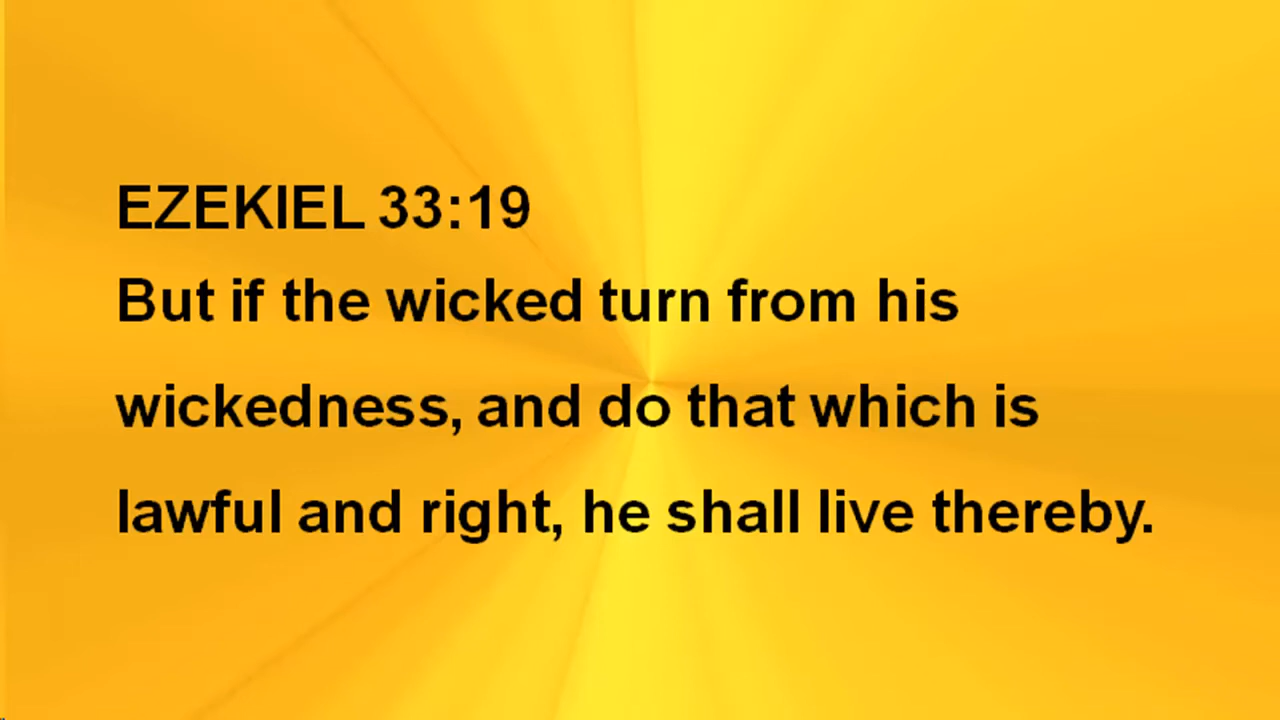 EZEKIEL 33:19
But if the wicked turn from his
wickedness, and do that which is
lawful and right, he shall live thereby.